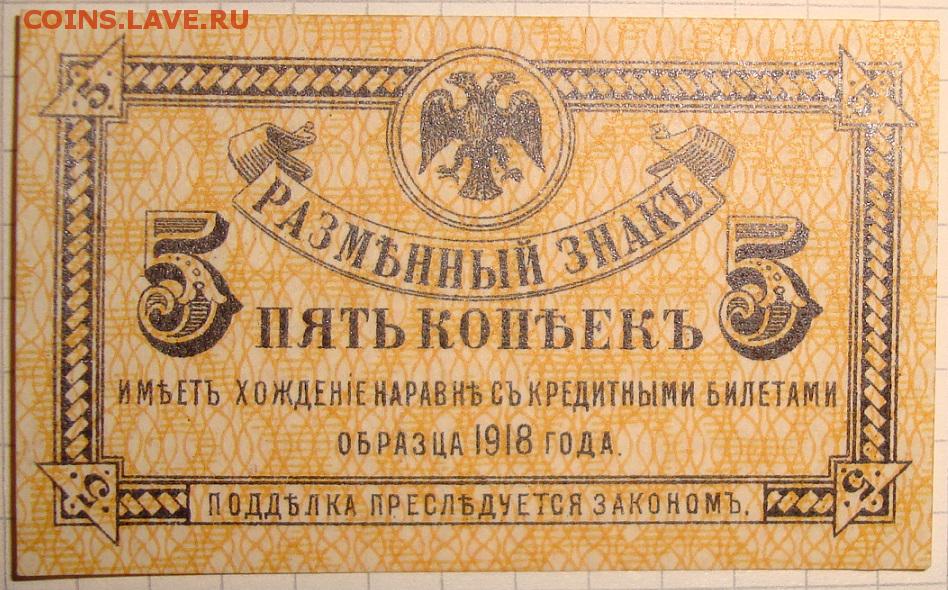 COINS.LAVE.RU
5 5
РАЗМѢННЫЙ ЗНАКЪ
5 ПЯТЬ КОПѢЕКЪ 5
ИМѢЕТЪ ХОЖДЕНІЕ НАРАВНѢ СЪ КРЕДИТНЫМИ БИЛЕТАМИ
ОБРАЗЦА 1918 ГОДА.
5 ПОДДѢЛКА ПРЕСЛѢДУЕТСЯ ЗАКОНОМЪ. 5